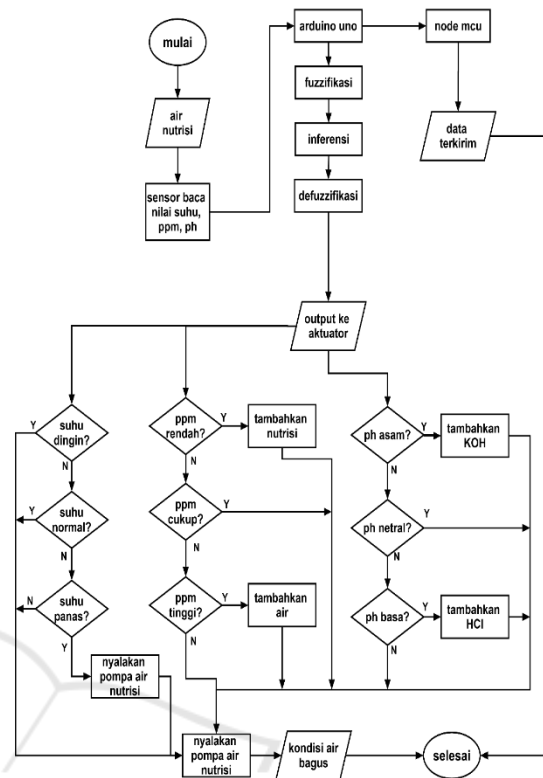 mulai
arduino uno
node mcu
air
nutrisi
fuzzifikasi
inferensi
data
terkirim
sensor baca
nilai suhu,
ppm, ph
defuzzifikasi
output ke
aktuator
suhu
dingin?
Y
N
suhu
normal?
Y
N
suhu
panas?
N
Y
nyalakan
pompa air
nutrisi
ppm
rendah?
Y
N
tambahkan
nutrisi
ppm
cukup?
Y
N
ppm
tinggi?
Y
N
tambahkan
air
ph asam?
Y
N
tambahkan
KOH
ph netral?
Y
N
ph basa?
Y
N
tambahkan
HCl
nyalakan
pompa air
nutrisi
kondisi air
bagus
selesai